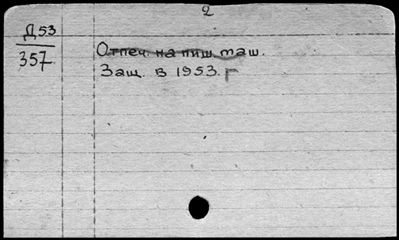 2
Д53
357
Отпеч. на пиш. маш.
Защ. в 1953. г